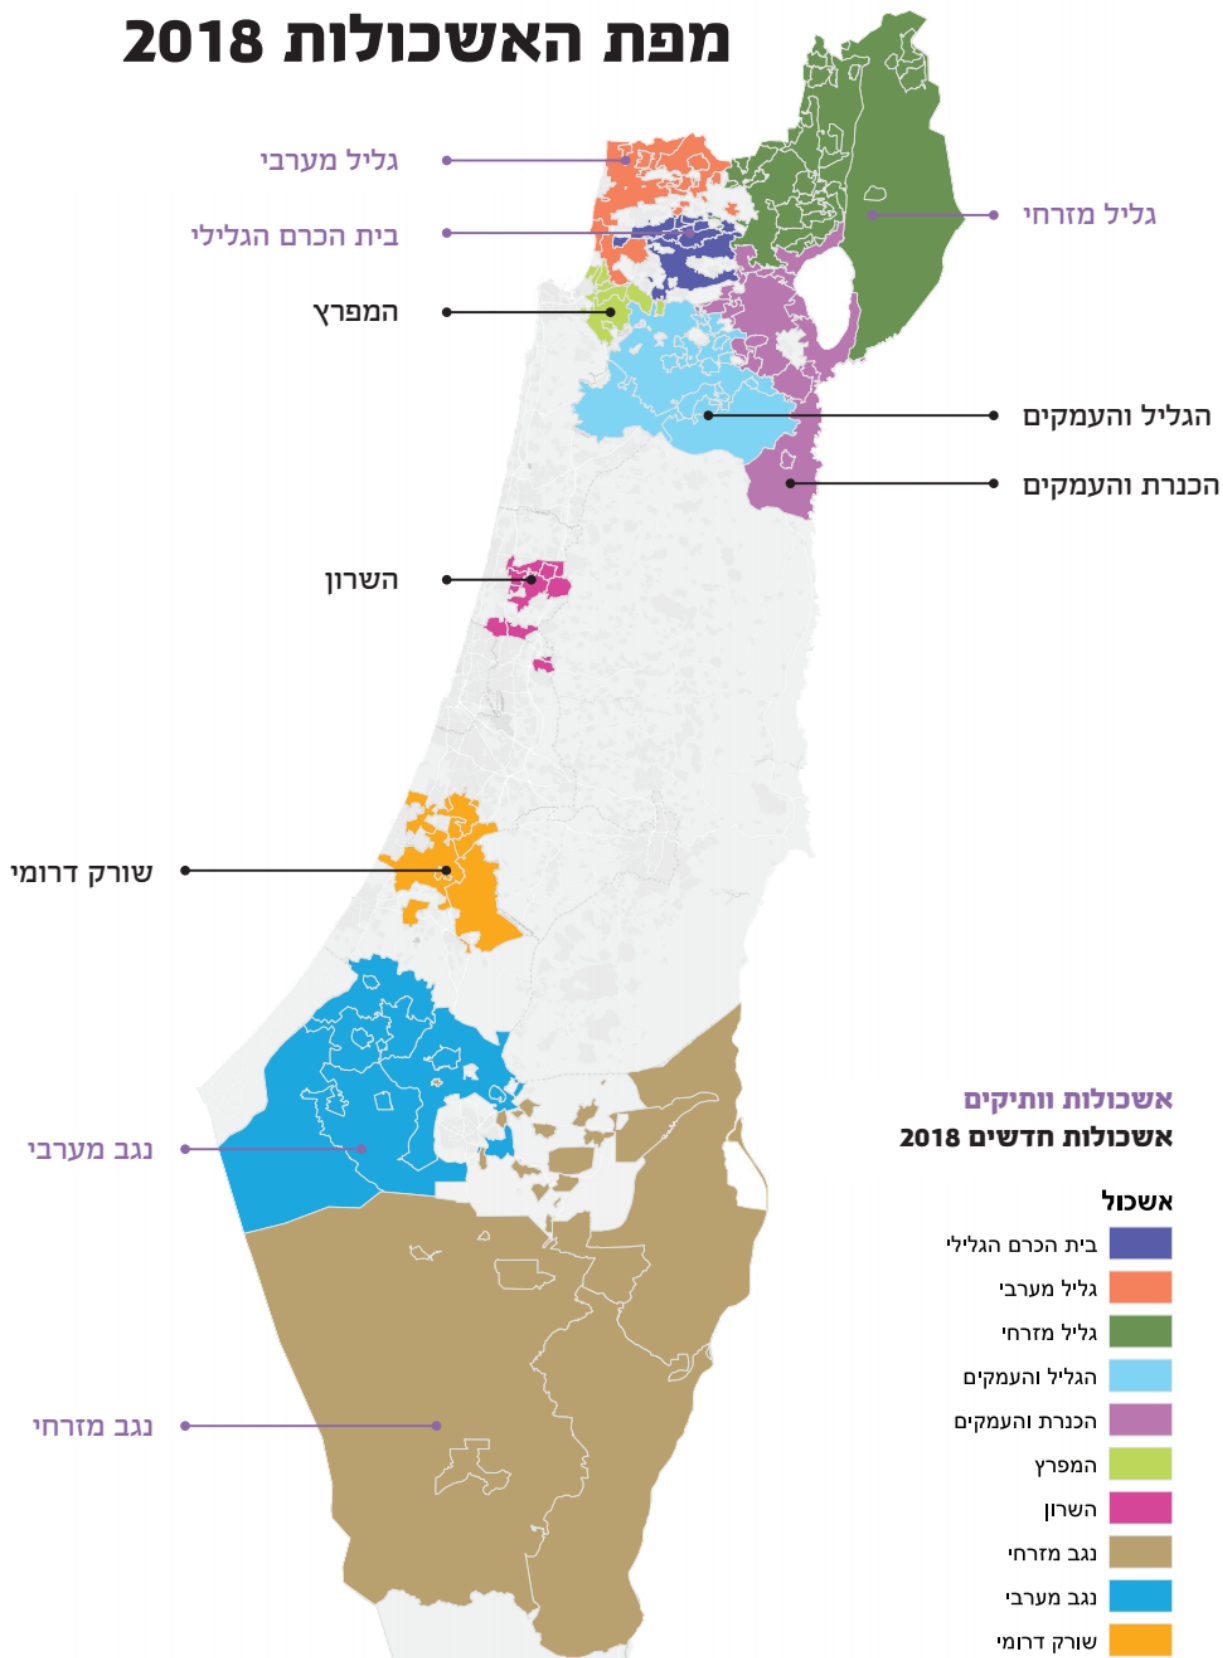 מפת האשכולות 2018
גליל מערבי
גליל מזרחי
בית הכרם הגלילי
המפרץ
הגליל והעמקים
הכנרת והעמקים
השרון
שורק דרומי
נגב מערבי
נגב מזרחי
אשכולות וותיקים
אשכולות חדשים 2018
אשכול
בית הכרם הגלילי
גליל מערבי
גליל מזרחי
הגליל והעמקים
הכנרת והעמקים
המפרץ
השרון
נגב מזרחי
נגב מערבי
שורק דרומי